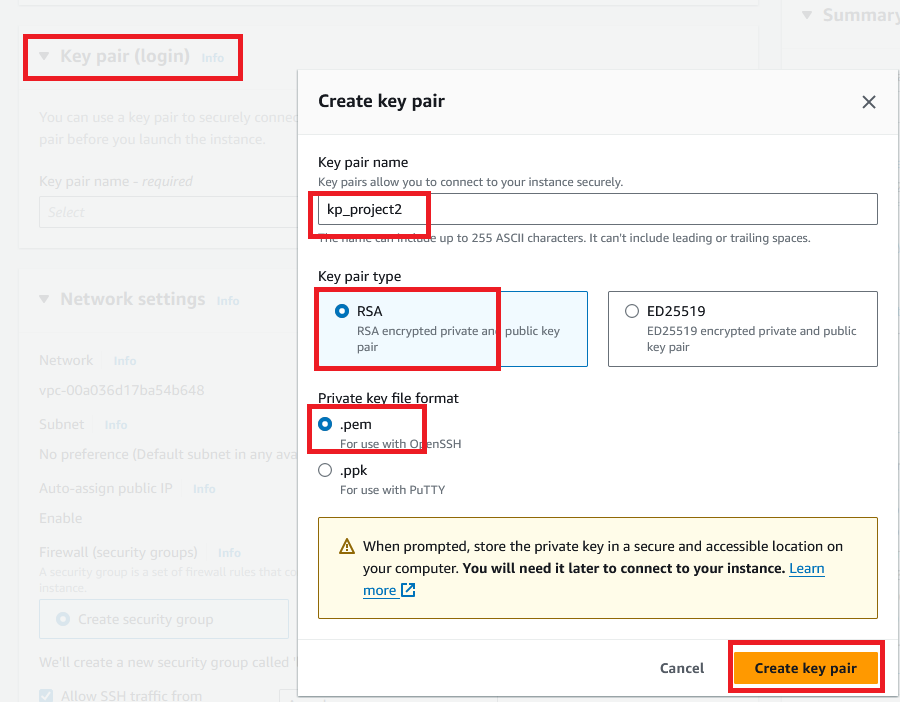 Summary
Key pair (login) Info
You can use a key pair to securely connec
pair before you launch the instance.
Key pair name - required
Select
Create key pair
Key pair name
Key pairs allow you to connect to your instance securely.
kp_project2
The name can include up to 255 ASCII characters. It can't include leading or trailing spaces.
Key pair type
RSA
RSA encrypted private and public key
pair
ED25519
ED25519 encrypted private and public
key pair
Private key file format
.pem
For use with OpenSSH
.ppk
For use with PuTTY
When prompted, store the private key in a secure and accessible location on
your computer. You will need it later to connect to your instance. Learn
more
Cancel
Create key pair
Network settings Info
Network Info
vpc-00a036d17ba54b648
Subnet Info
No preference (Default subnet in any ava
Auto-assign public IP Info
Enable
Firewall (security groups) Info
A security group is a set of firewall rules that co
instance.
Create security group
We'll create a new security group called '
Allow SSH traffic from